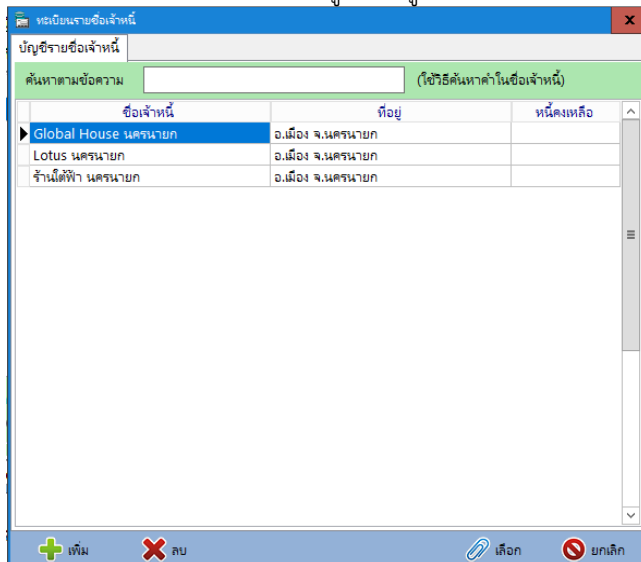 ทะเบียนรายชื่อเจ้าหนี้
บัญชีรายชื่อเจ้าหนี้
ค้นหาตามข้อความ (ใช้วิธีค้นหาคำในชื่อเจ้าหนี้)
ชื่อเจ้าหนี้ ที่อยู่ หนี้คงเหลือ
Global House นครนายก อ.เมือง จ.นครนายก
Lotus นครนายก อ.เมือง จ.นครนายก
ร้านใต้ฟ้า นครนายก อ.เมือง จ.นครนายก
เพิ่ม ลบ เลือก ยกเลิก